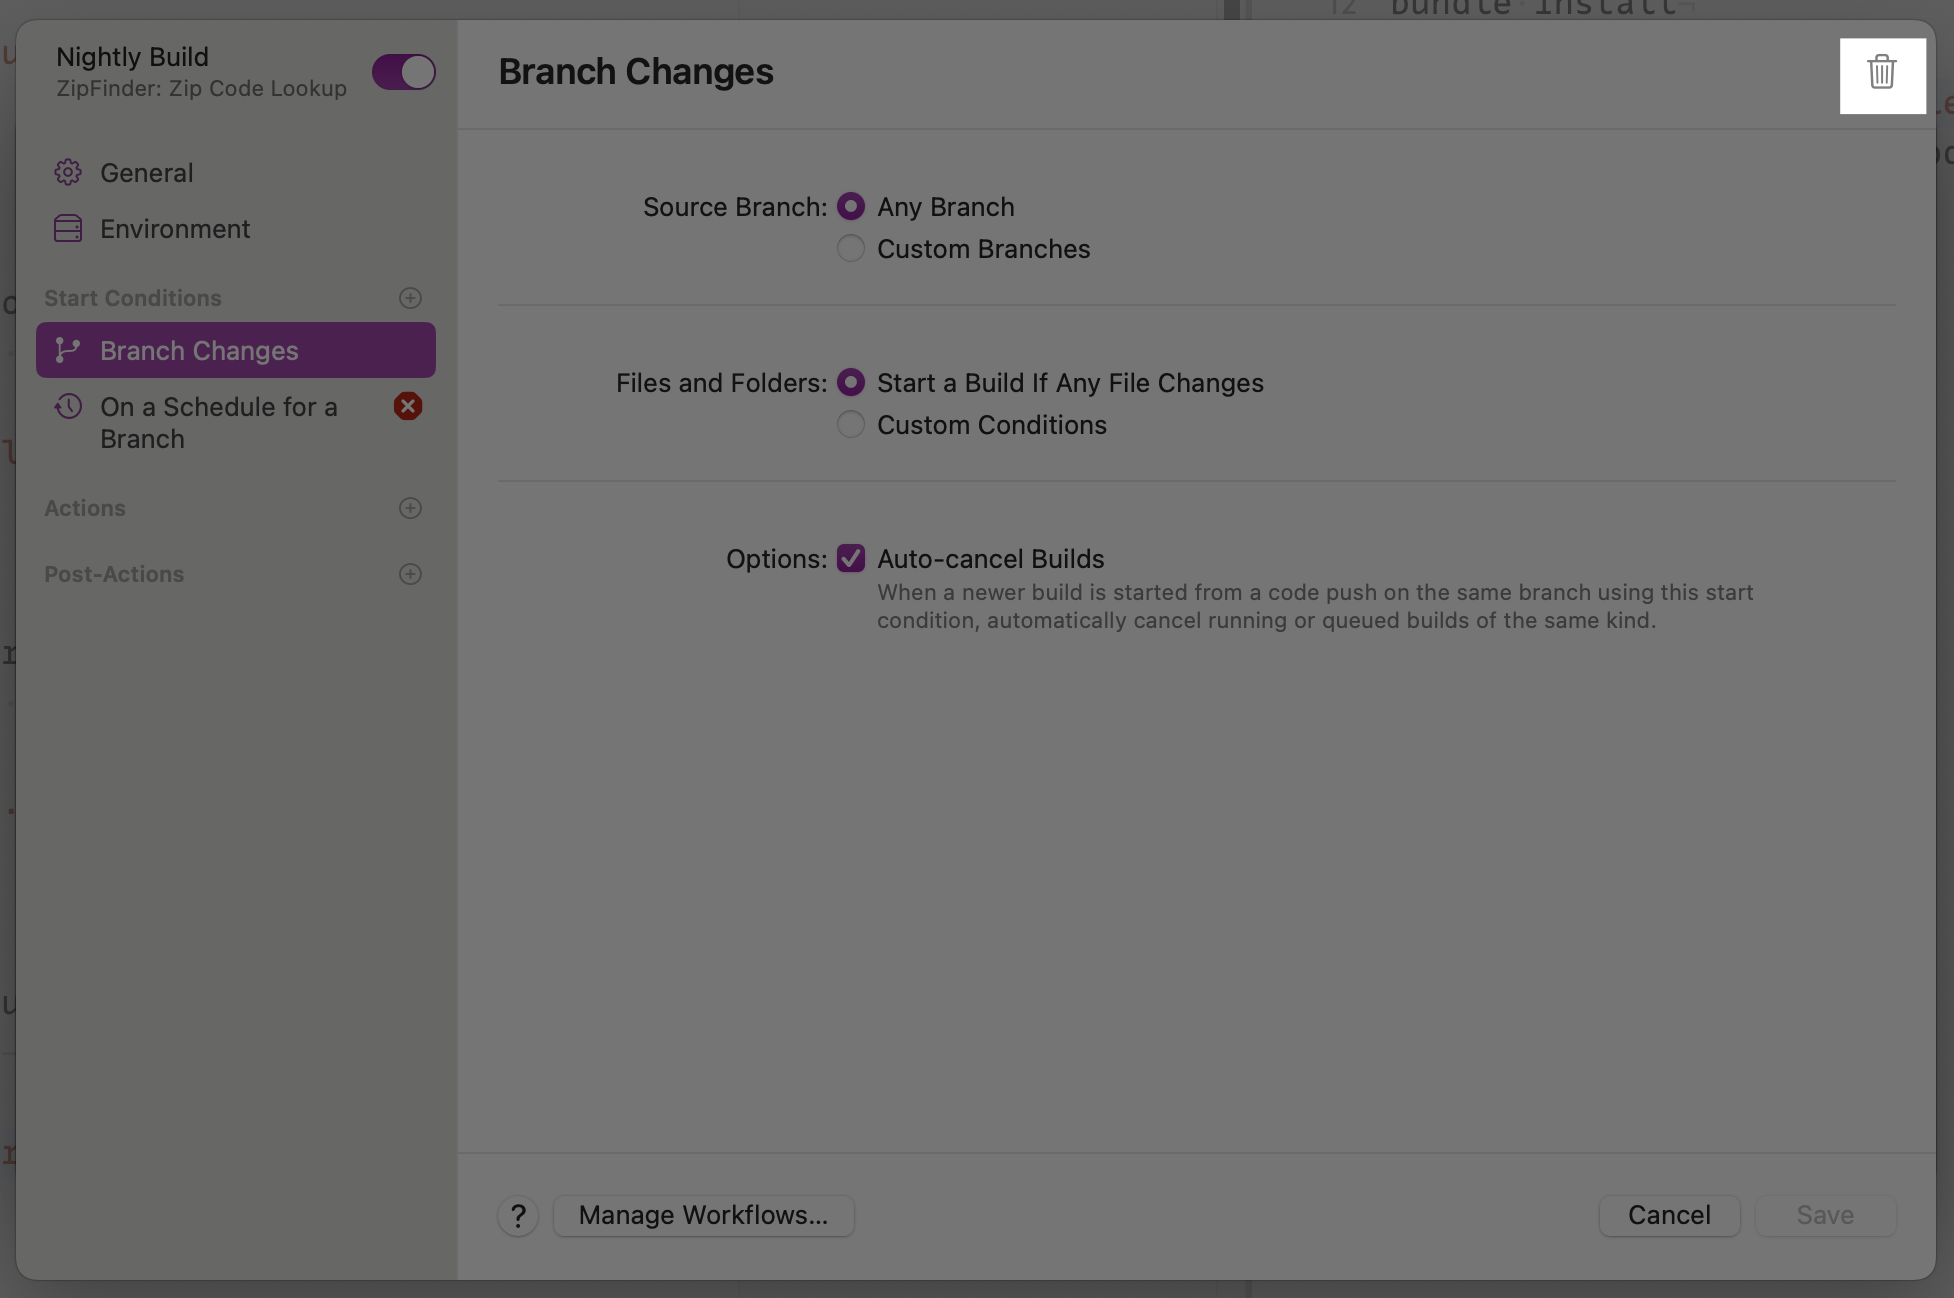 12 bundle install
Nightly Build
ZipFinder: Zip Code Lookup
General
Environment
Start Conditions
Branch Changes
On a Schedule for a
Branch
Actions
Post-Actions
Branch Changes
Source Branch: Any Branch
Custom Branches
Files and Folders: Start a Build If Any File Changes
Custom Conditions
Options: Auto-cancel Builds
When a newer build is started from a code push on the same branch using this start
condition, automatically cancel running or queued builds of the same kind.
? Manage Workflows... Cancel Save